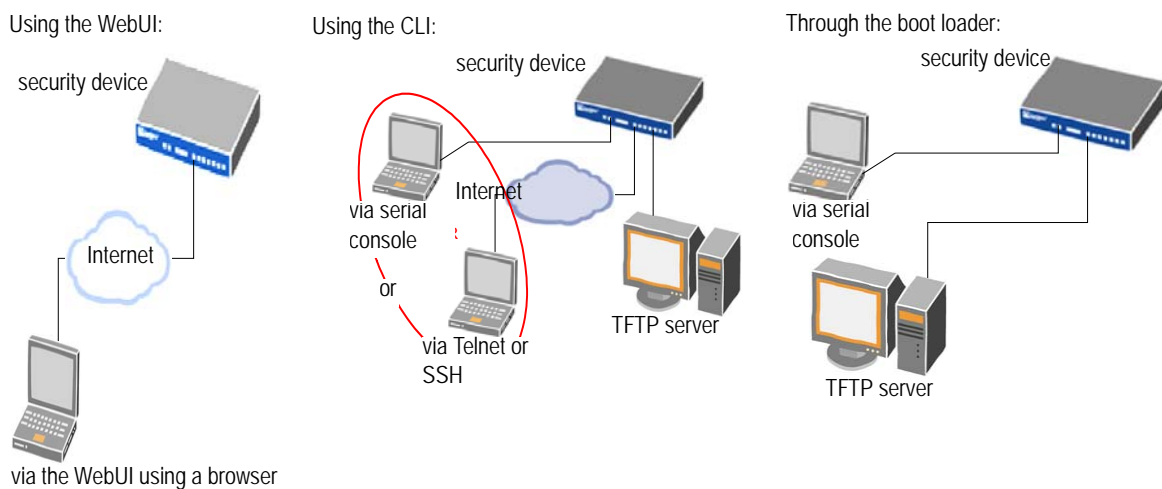 Using the WebUI:
security device
Internet
via the WebUI using a browser
Using the CLI:
security device
Internet
via serial
console
or
via Telnet or
SSH
TFTP server
Through the boot loader:
security device
via serial
console
TFTP server